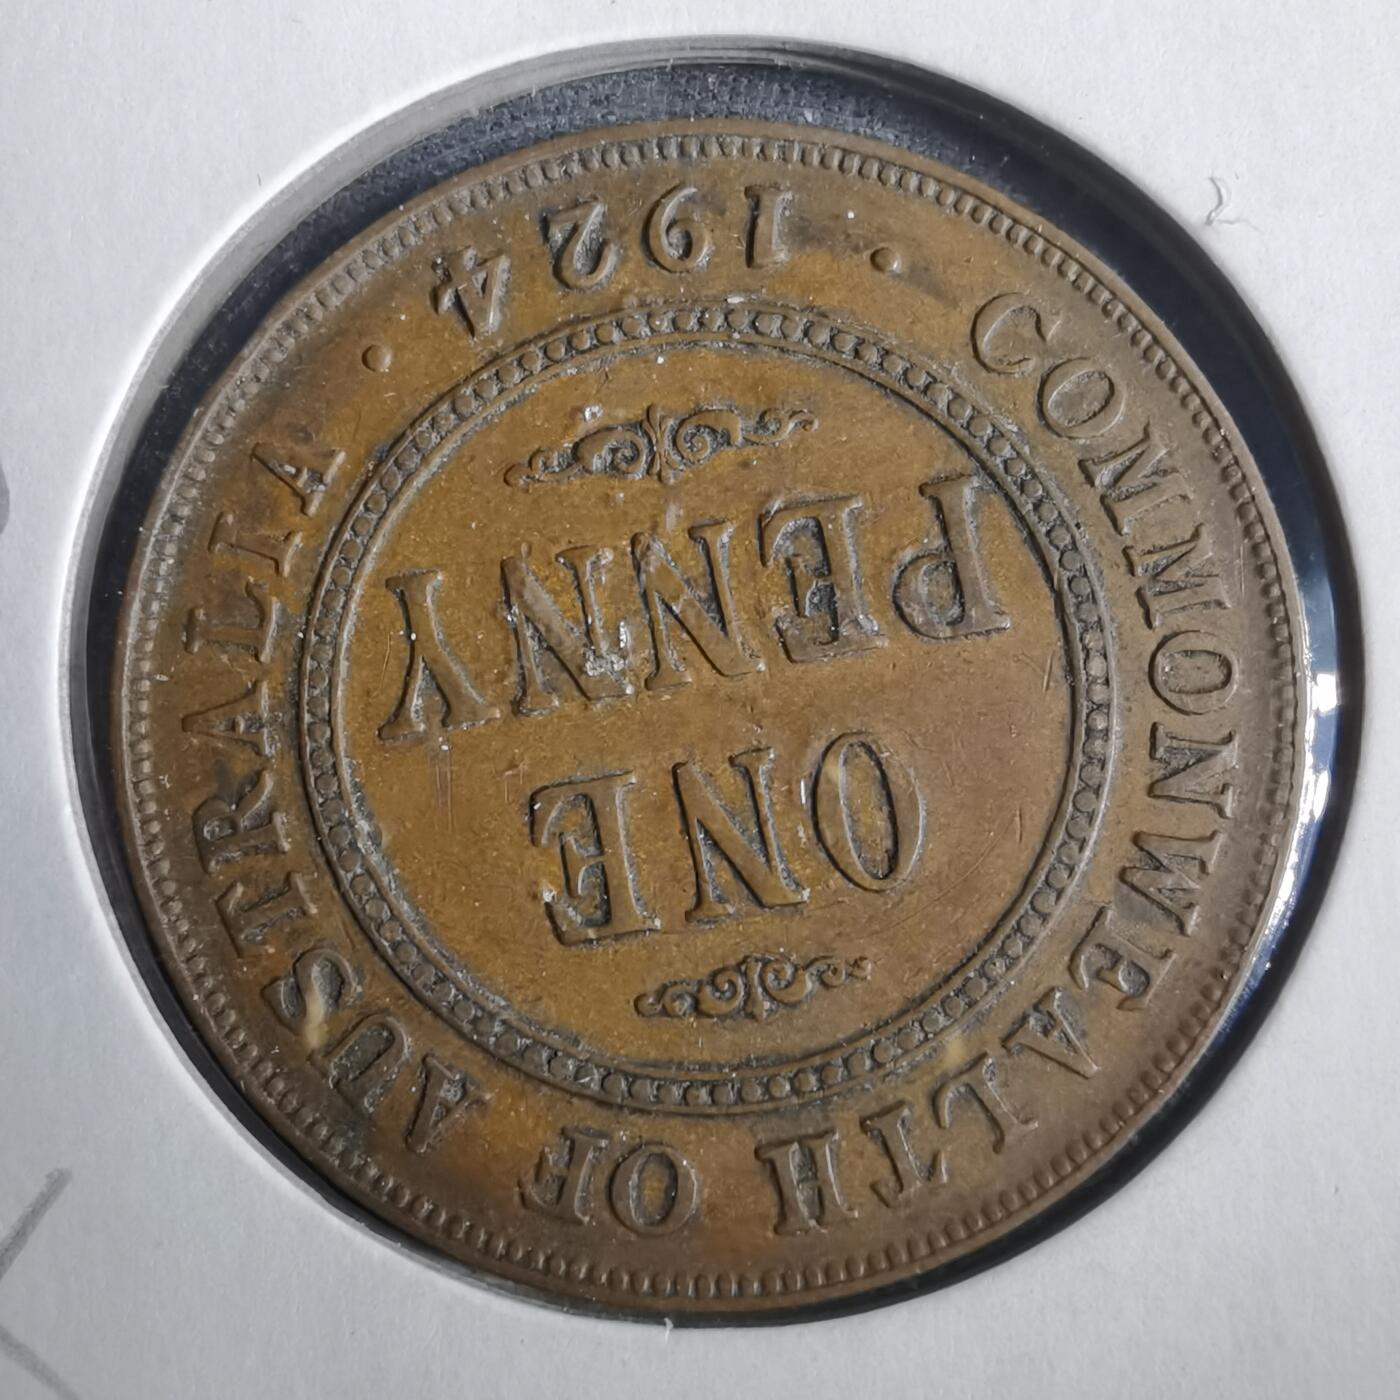 COMMONWEALTH OF AUSTRALIA
ONE
PENNY
· 1924 ·